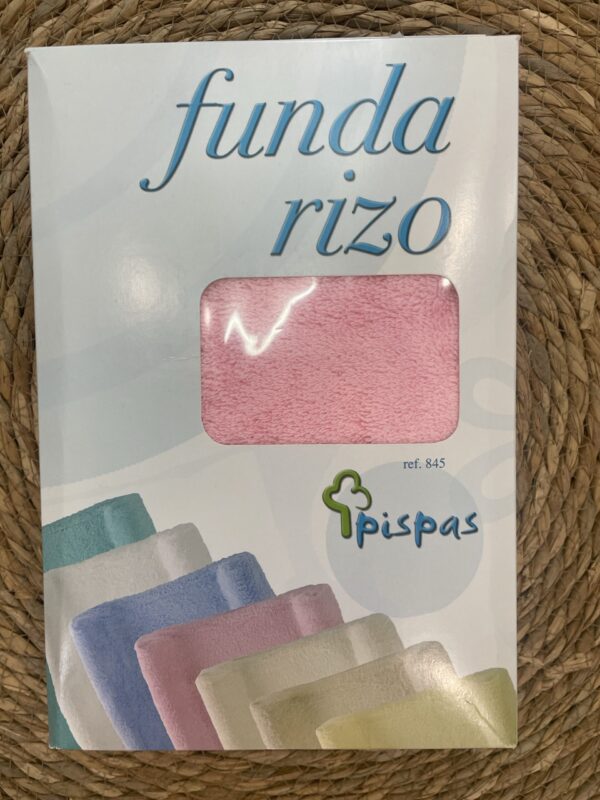 funda
rizo
ref. 845
pispas